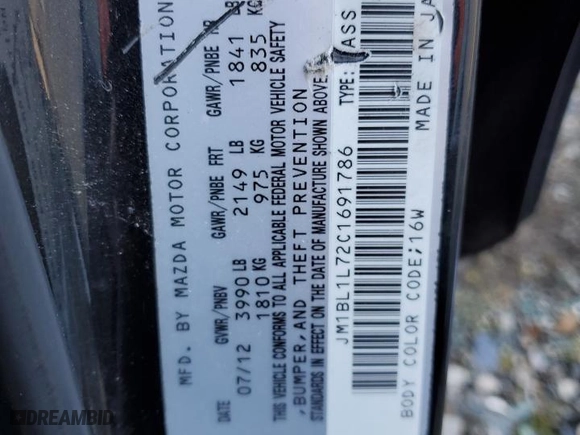 MFD. BY MAZDA MOTOR CORPORATION
GVWR/PNBV GAWR/PNBE FRT GAWR/PNBE RR
DATE 07/12 3990 LB 2149 LB 1841 LB
1810 KG 975 KG 835 KG
THIS VEHICLE CONFORMS TO ALL APPLICABLE FEDERAL MOTOR VEHICLE SAFETY
,BUMPER, AND THEFT PREVENTION
STANDARDS IN EFFECT ON THE DATE OF MANUFACTURE SHOWN ABOVE.
JM1BL1L72C1691786 TYPE: ASS
BODY COLOR CODE;16W MADE IN JA
DREAMBID